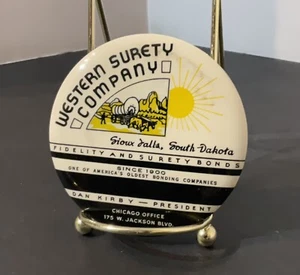 WESTERN SURETY
COMPANY
Sioux Falls, South Dakota
FIDELITY AND SURETY BONDS
SINCE 1900
ONE OF AMERICA'S OLDEST BONDING COMPANIES
DAN KIRBY — PRESIDENT
CHICAGO OFFICE
175 W. JACKSON BLVD.